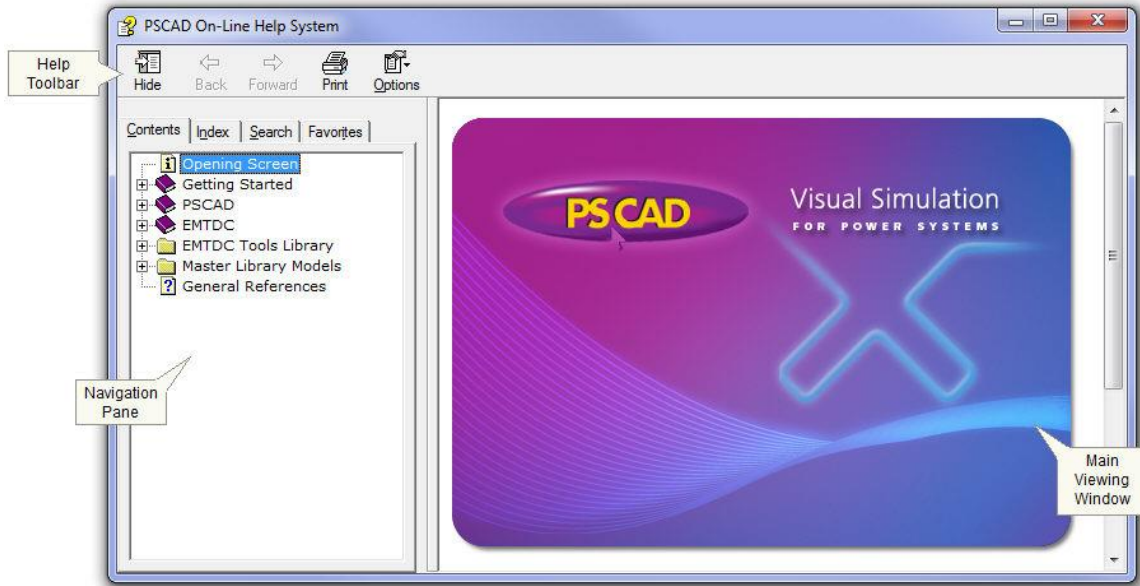 PSCAD On-Line Help System
Help
Toolbar
Hide
Back
Forward
Print
Options
Contents
Index
Search
Favorites
Opening Screen
Getting Started
PSCAD
EMTDC
EMTDC Tools Library
Master Library Models
General References
Navigation
Pane
PSCAD
Visual Simulation
FOR POWER SYSTEMS
Main
Viewing
Window